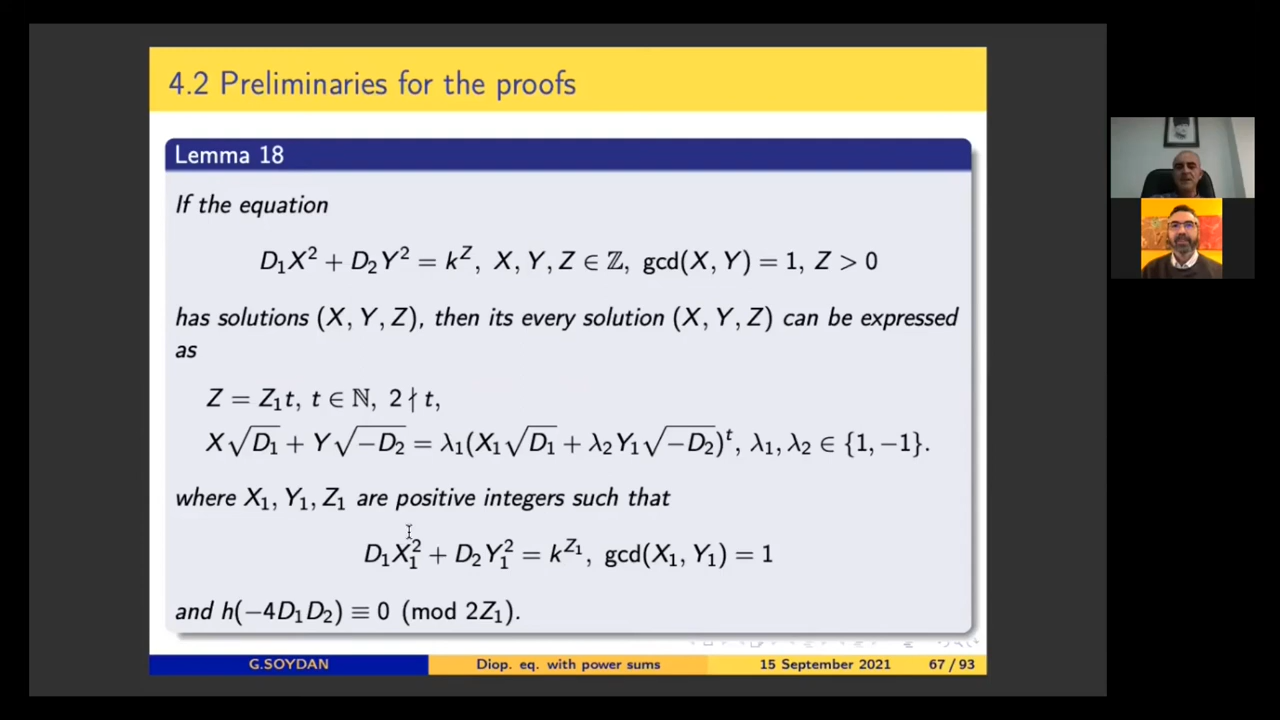 4.2 Preliminaries for the proofs
Lemma 18
If the equation
D₁X² + D₂Y² = k^Z, X, Y, Z ∈ ℤ, gcd(X, Y) = 1, Z > 0
has solutions (X, Y, Z), then its every solution (X, Y, Z) can be expressed
as
Z = Z₁t, t ∈ ℕ, 2 ∤ t,
X√D₁ + Y√−D₂ = λ₁(X₁√D₁ + λ₂Y₁√−D₂)^t, λ₁, λ₂ ∈ {1, −1}.
where X₁, Y₁, Z₁ are positive integers such that
D₁X₁² + D₂Y₁² = k^Z₁, gcd(X₁, Y₁) = 1
and h(−4D₁D₂) ≡ 0 (mod 2Z₁).
G.SOYDAN Diop. eq. with power sums 15 September 2021 67 / 93